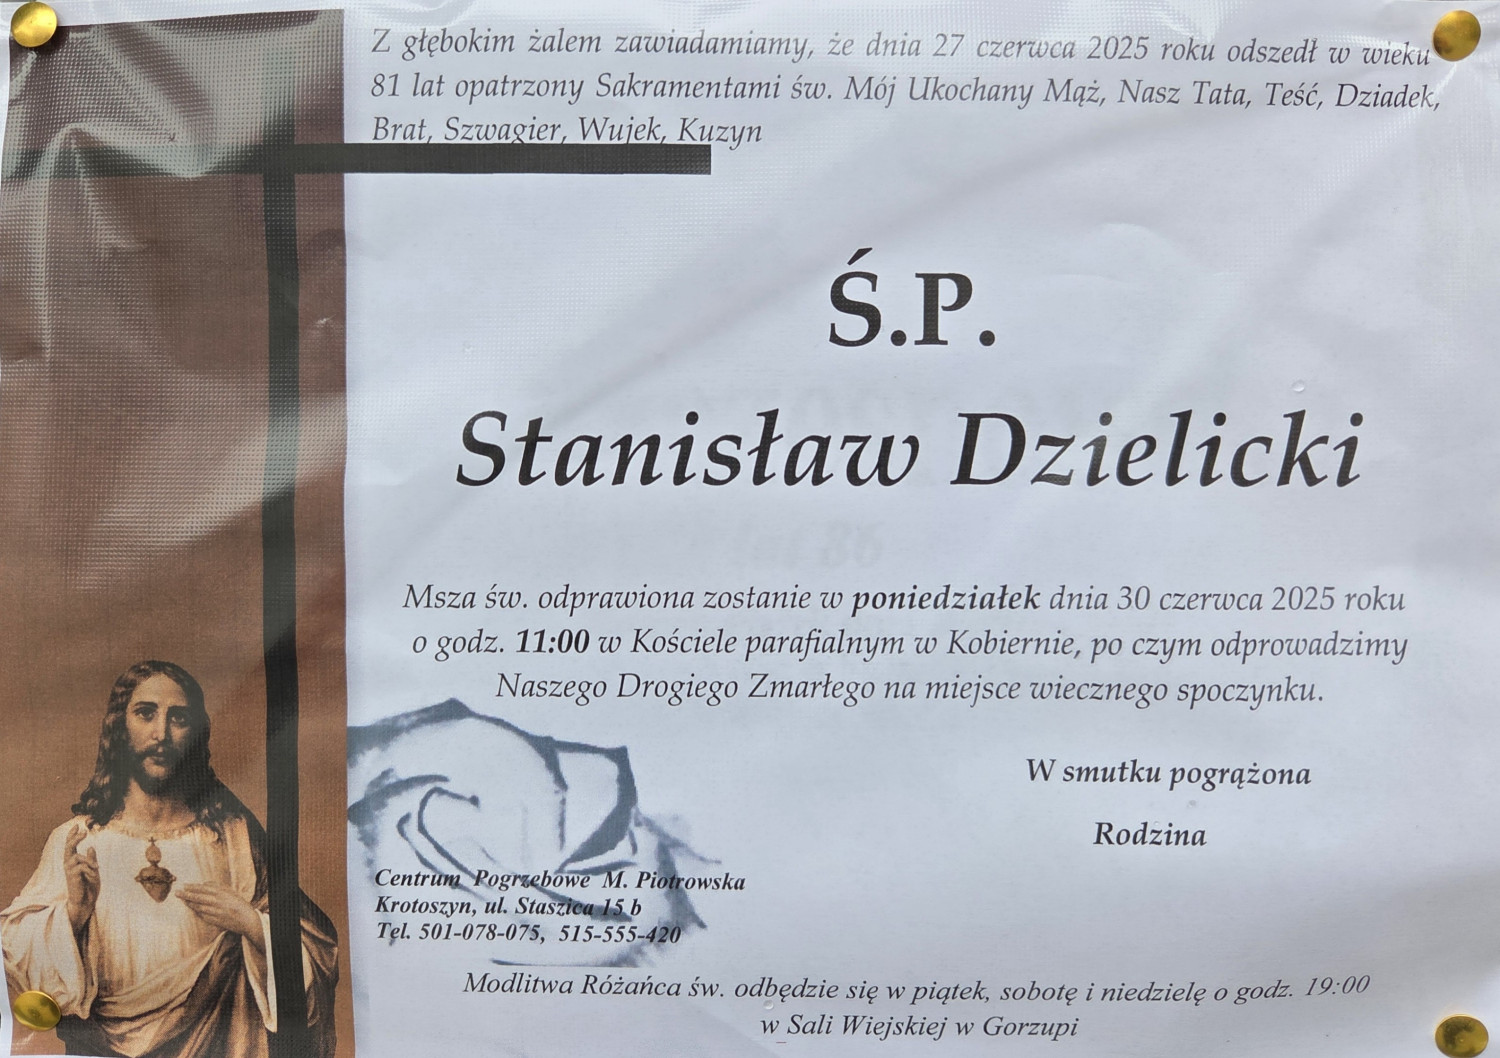 Z głębokim żalem zawiadamiamy, że dnia 27 czerwca 2025 roku odszedł w wieku
81 lat opatrzony Sakramentami św. Mój Ukochany Mąż, Nasz Tata, Teść, Dziadek,
Brat, Szwagier, Wujek, Kuzyn
Ś.P.
Stanisław Dzielicki
Msza św. odprawiona zostanie w poniedziałek dnia 30 czerwca 2025 roku
o godz. 11:00 w Kościele parafialnym w Kobiernie, po czym odprowadzimy
Naszego Drogiego Zmarłego na miejsce wiecznego spoczynku.
W smutku pogrążona
Rodzina
Centrum Pogrzebowe M. Piotrowska
Krotoszyn, ul. Staszica 15 b
Tel. 501-078-075, 515-555-420
Modlitwa Różańca św. odbędzie się w piątek, sobotę i niedzielę o godz. 19:00
w Sali Wiejskiej w Gorzupi